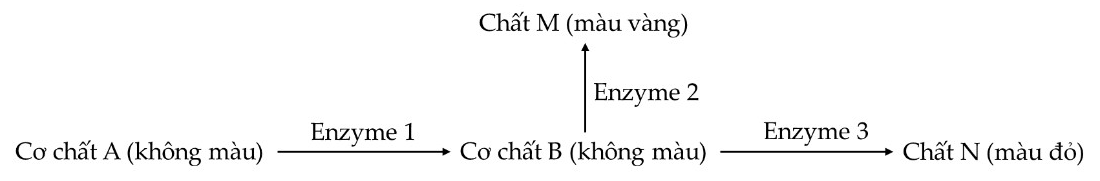 Chất M (màu vàng)
Enzyme 2
Enzyme 1
Enzyme 3
Cơ chất A (không màu)
Cơ chất B (không màu)
Chất N (màu đỏ)